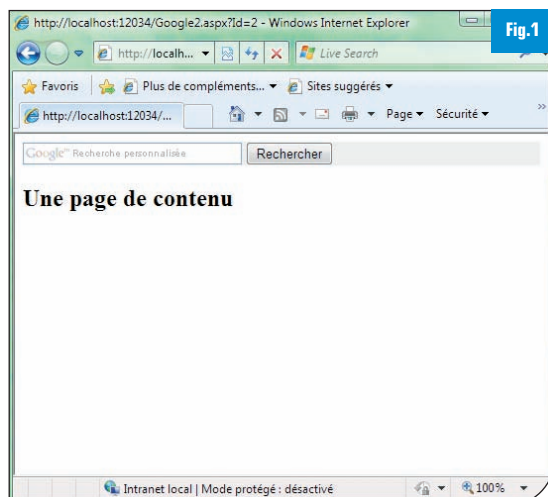 http://localhost:12034/Google2.aspx?Id=2 - Windows Internet Explorer
Fig.1
http://localh... Live Search
Favoris Plus de compléments... Sites suggérés
http://localhost:12034/... Page Sécurité »
Google™ Recherche personnalisée Rechercher
Une page de contenu
Intranet local | Mode protégé : désactivé 100%